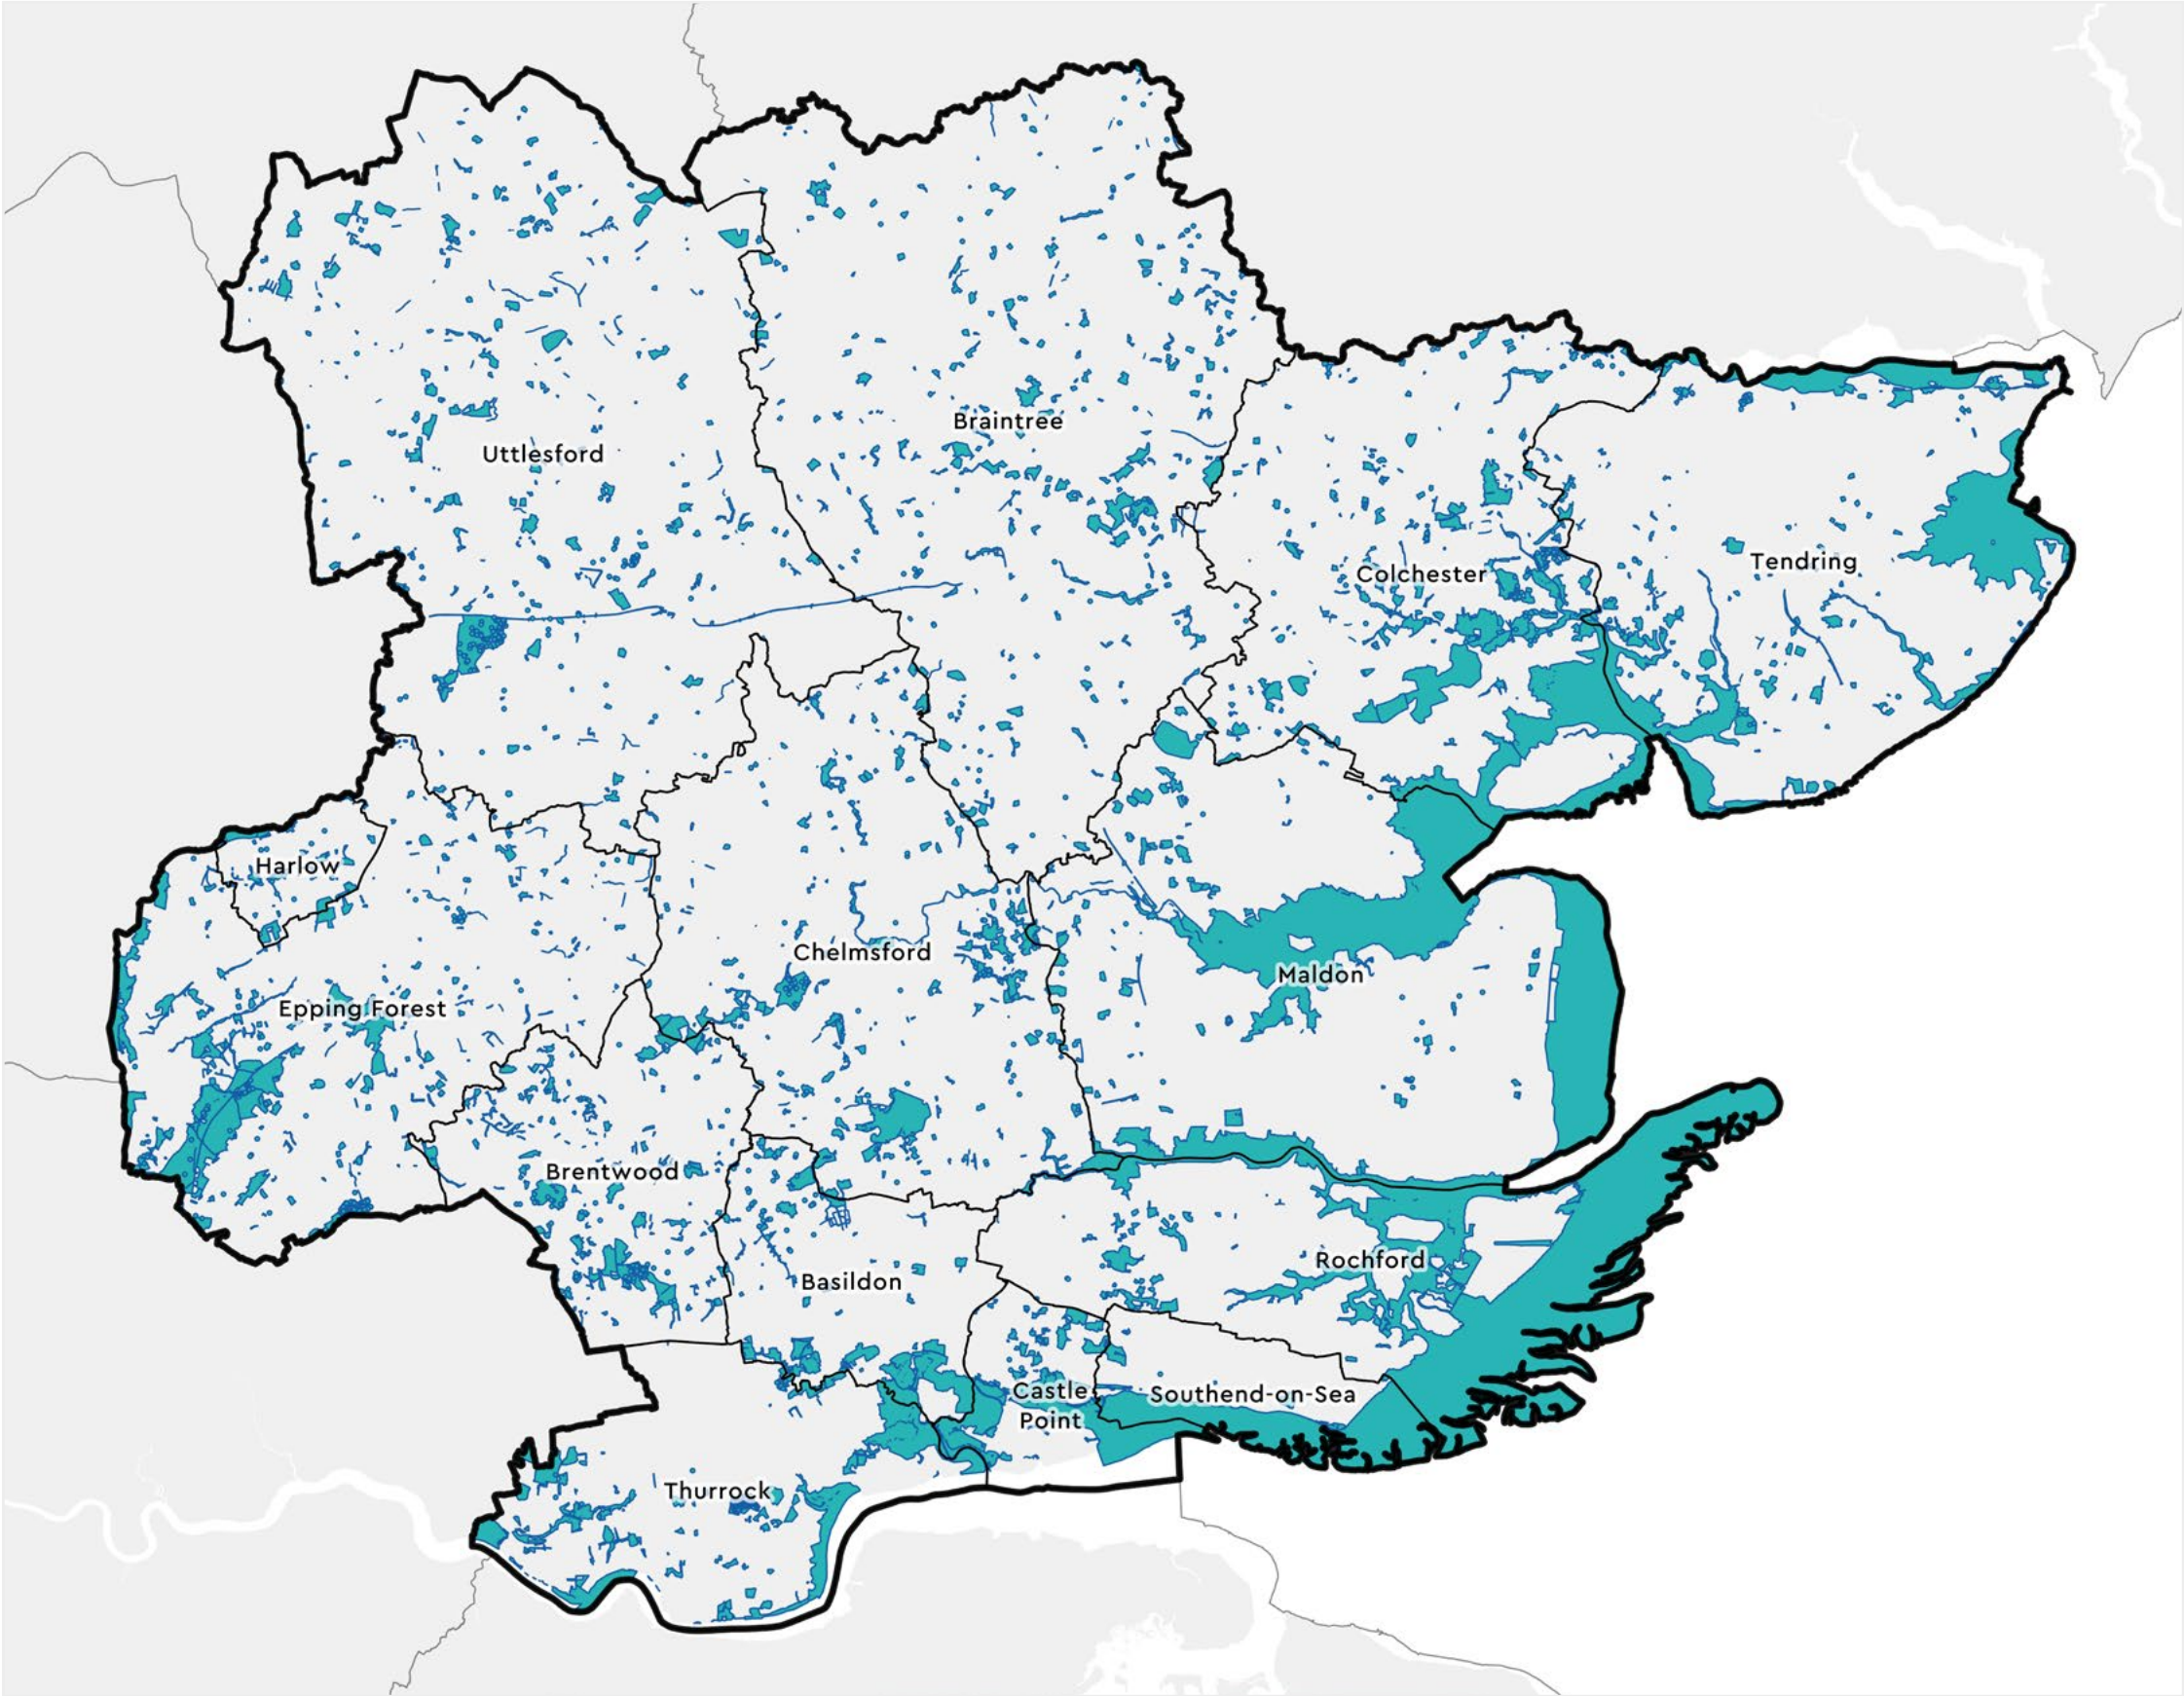 Braintree
Uttlesford
Tendring
Colchester
Harlow
Chelmsford
Maldon
Epping Forest
Brentwood
Rochford
Basildon
Castle
Point
Southend-on-Sea
Thurrock